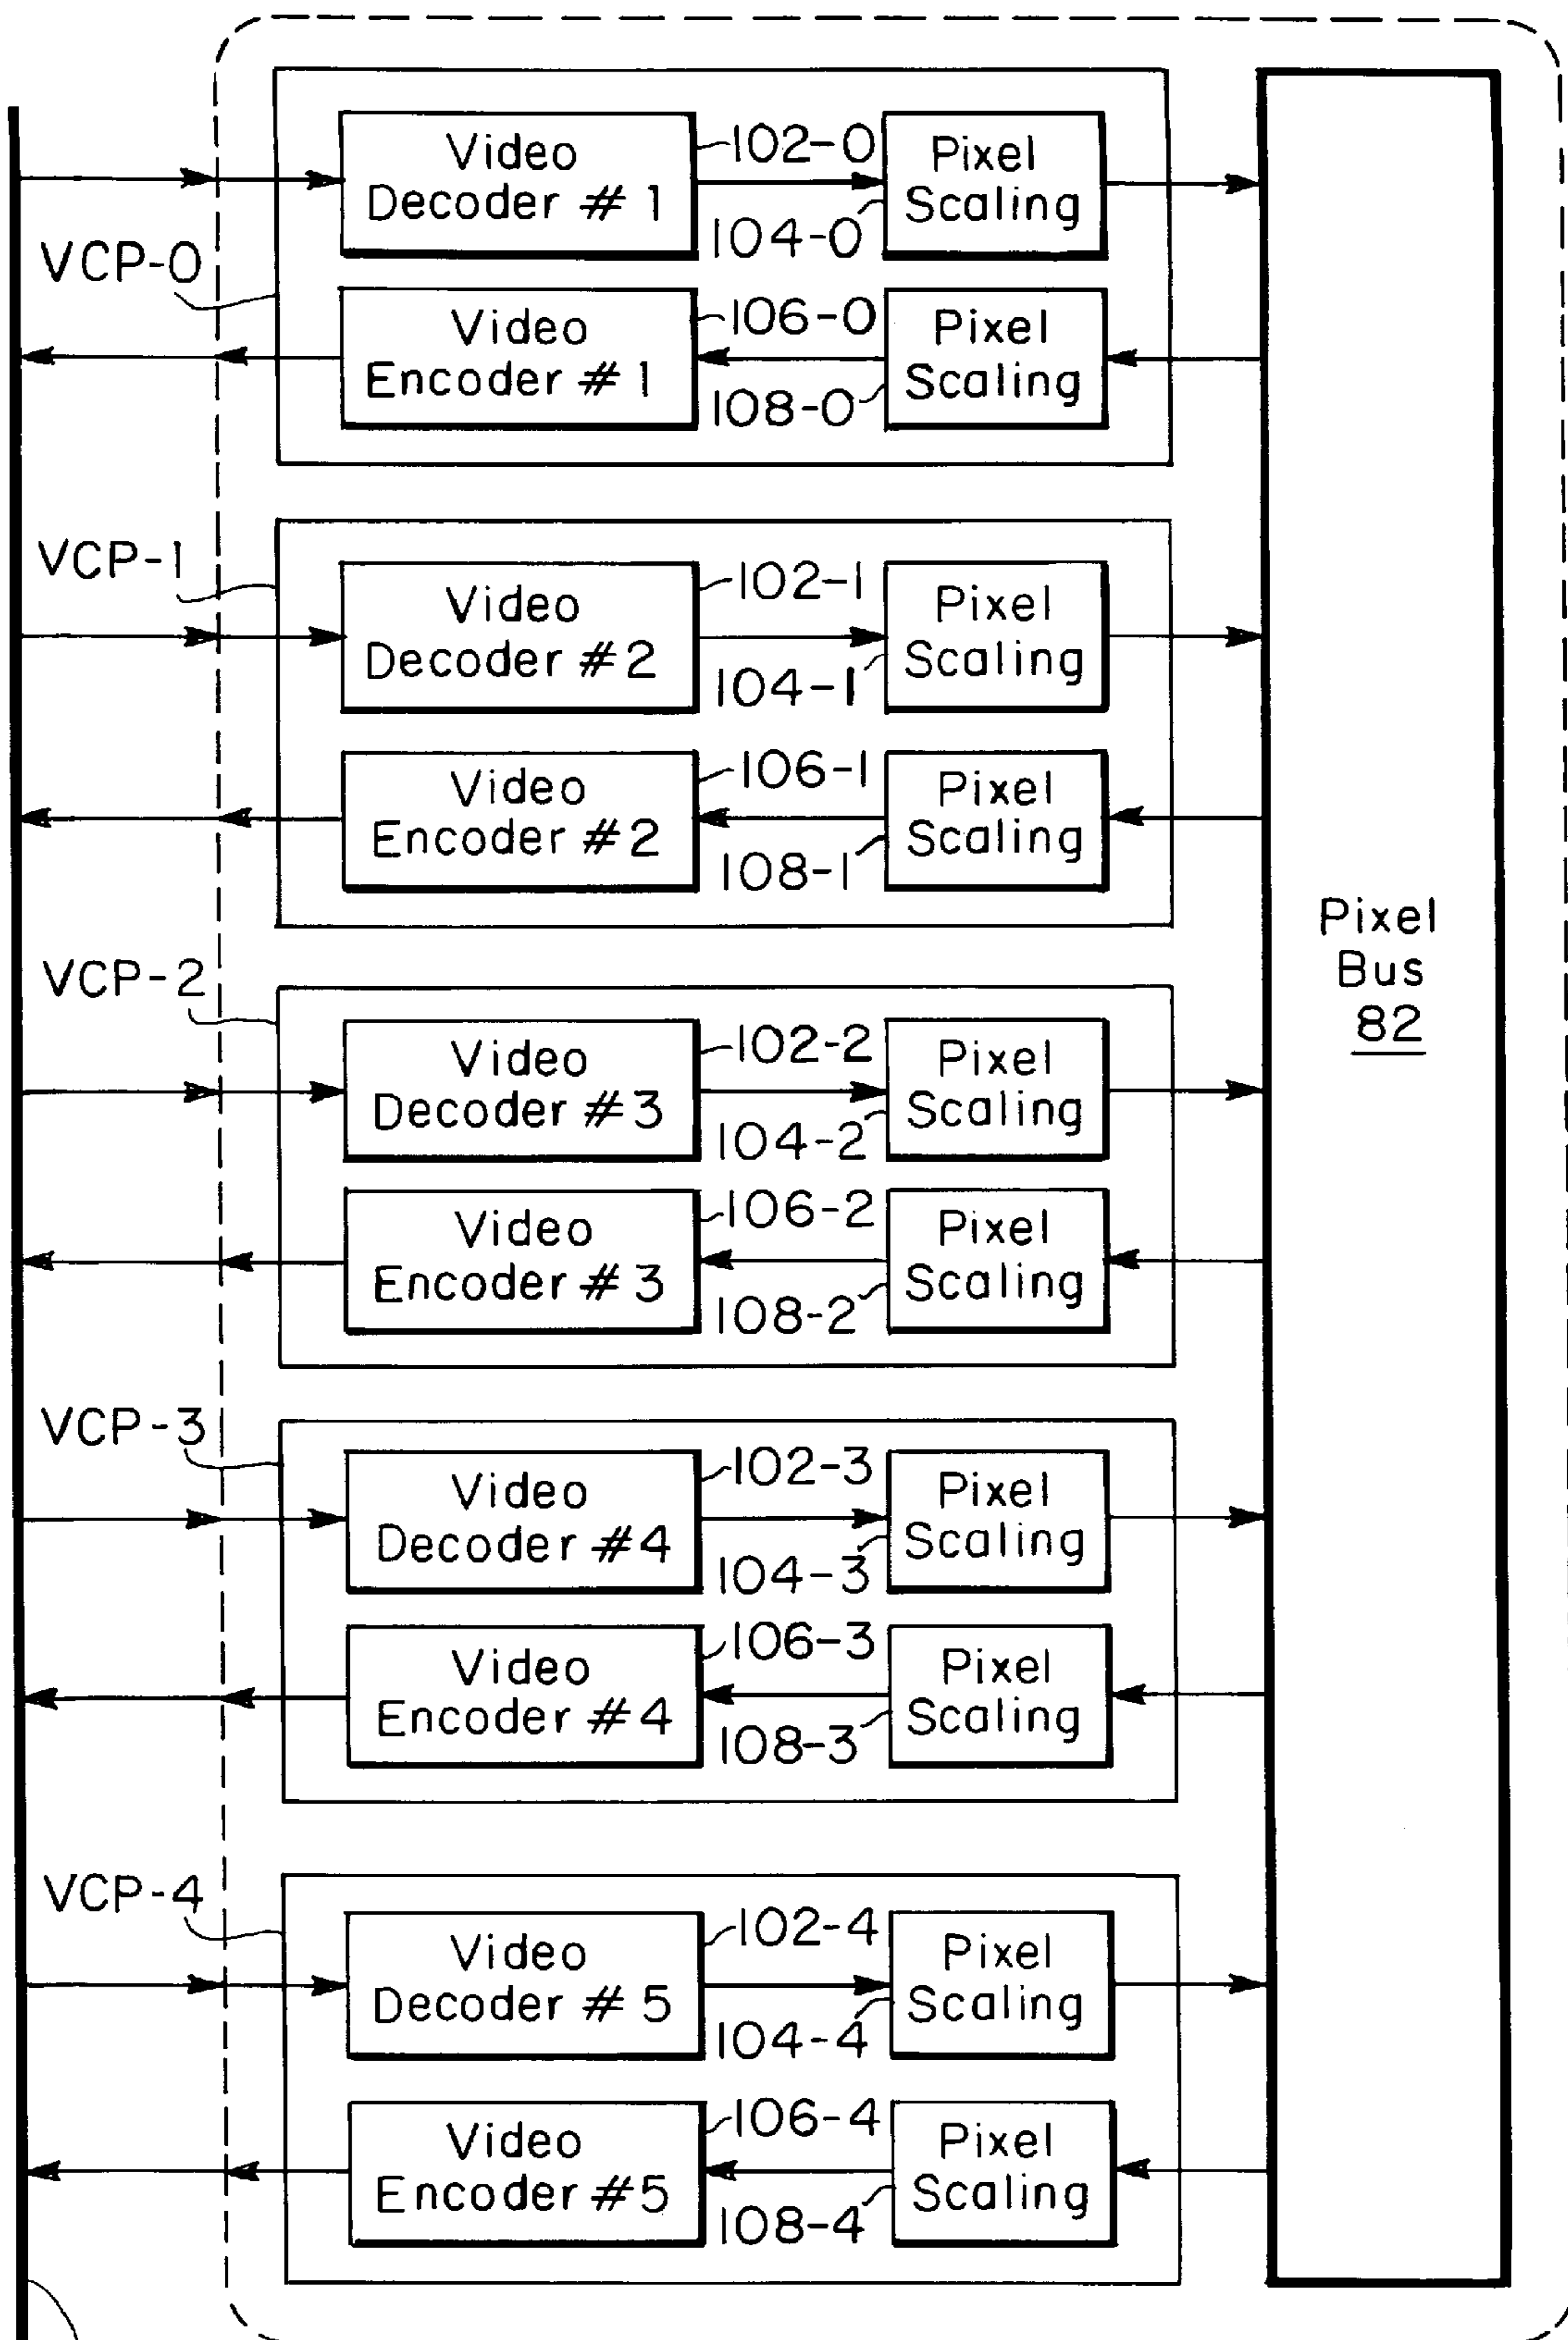 Video
Decoder #1
102-0
104-0
Pixel
Scaling
VCP-0
Video
Encoder #1
106-0
108-0
Pixel
Scaling
VCP-1
Video
Decoder #2
102-1
104-1
Pixel
Scaling
Video
Encoder #2
106-1
108-1
Pixel
Scaling
Pixel
Bus
82
VCP-2
Video
Decoder #3
102-2
104-2
Pixel
Scaling
Video
Encoder #3
106-2
108-2
Pixel
Scaling
VCP-3
Video
Decoder #4
102-3
104-3
Pixel
Scaling
Video
Encoder #4
106-3
108-3
Pixel
Scaling
VCP-4
Video
Decoder #5
102-4
104-4
Pixel
Scaling
Video
Encoder #5
106-4
108-4
Pixel
Scaling